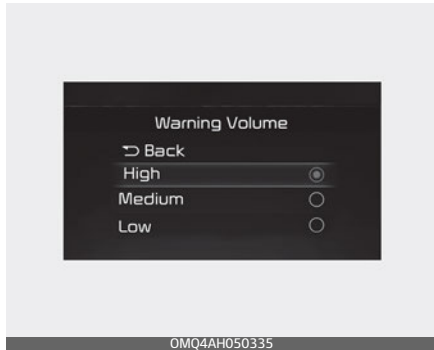 Warning Volume
Back
High
Medium
Low
OMQ4AH050335